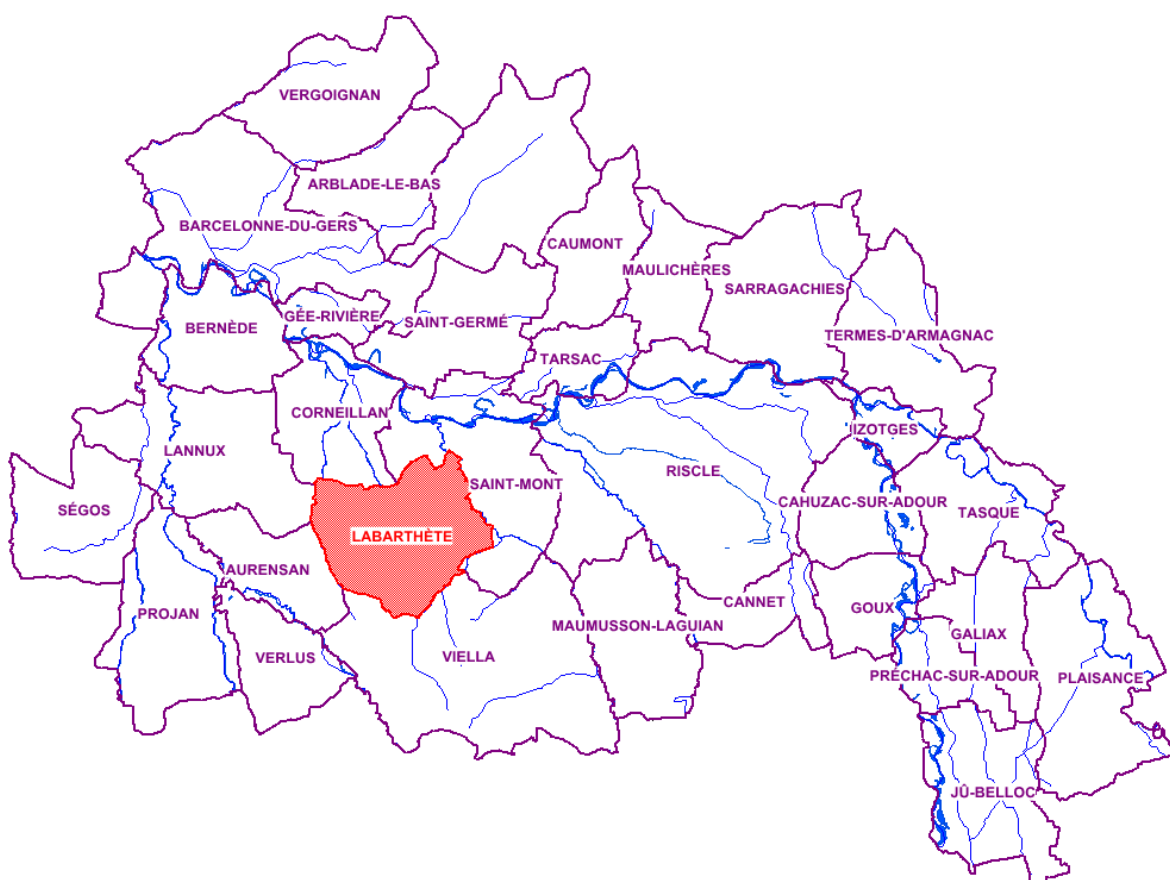 VERGOIGNAN
ARBLADE-LE-BAS
BARCELONNE-DU-GERS
CAUMONT
MAULICHÈRES
SARRAGACHIES
BERNÈDE
GÉE-RIVIÈRE
SAINT-GERMÉ
TERMES-D'ARMAGNAC
TARSAC
CORNEILLAN
IZOTGES
LANNUX
RISCLE
SAINT-MONT
CAHUZAC-SUR-ADOUR
SÉGOS
TASQUE
LABARTHÈTE
AURENSAN
CANNET
GOUX
PROJAN
MAUMUSSON-LAGUIAN
GALIAX
VERLUS
VIELLA
PRÉCHAC-SUR-ADOUR
PLAISANCE
JÛ-BELLOC